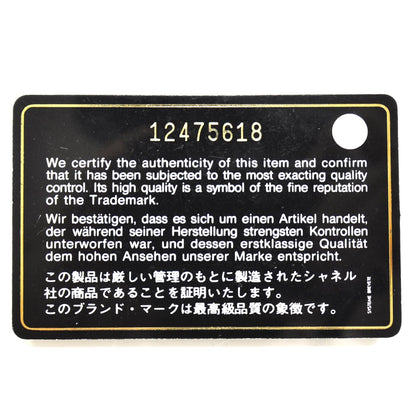 12475618
We certify the authenticity of this item and confirm
that it has been subjected to the most exacting quality
control. Its high quality is a symbol of the fine reputation
of the Trademark.
Wir bestätigen, dass es sich um einen Artikel handelt,
der während seiner Herstellung strengsten Kontrollen
unterworfen war, und dessen erstklassige Qualität
dem hohen Ansehen unserer Marke entspricht.
この製品は厳しい管理のもとに製造されたシャネル
社の商品であることを証明いたします。
このブランド・マークは最高級品質の象徴です。
SYSTEME BREVETE